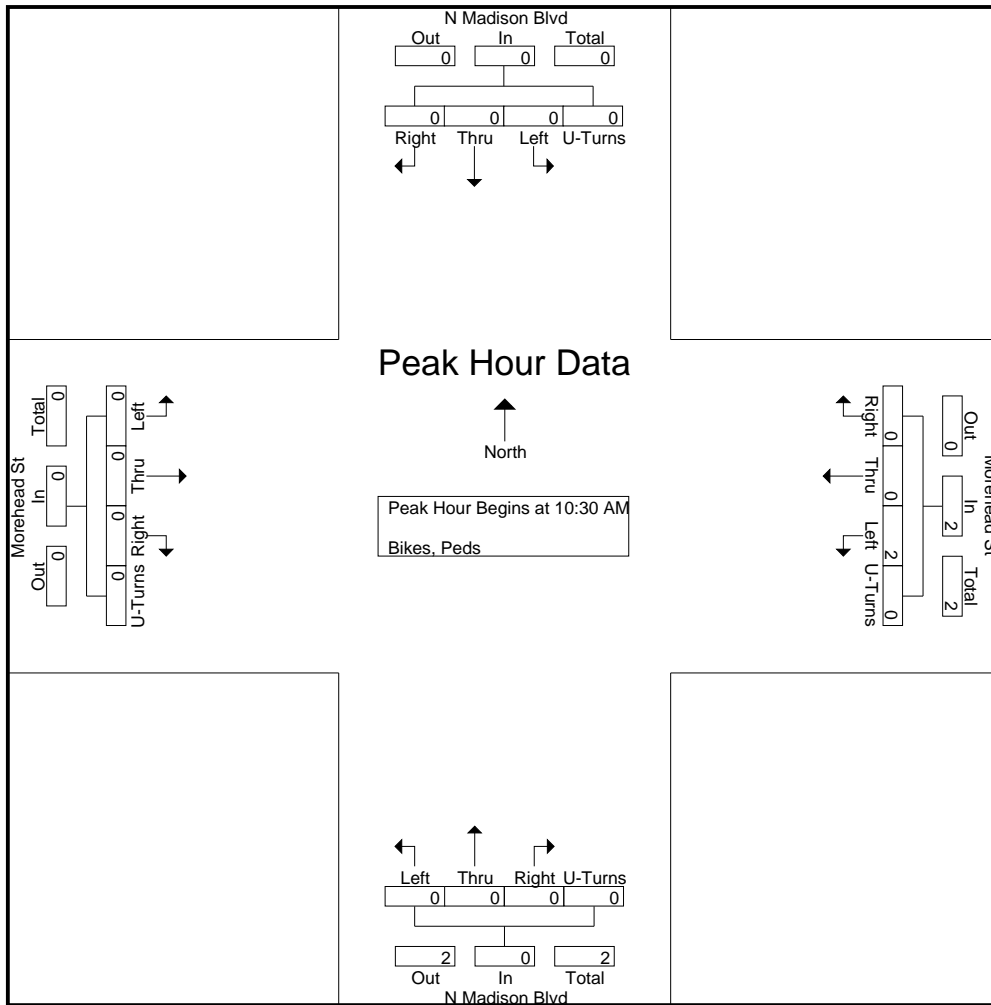 N Madison Blvd
Out In Total
0 0 0
0 0 0 0
Right Thru Left U-Turns
Peak Hour Data
North
Peak Hour Begins at 10:30 AM
Bikes, Peds
Morehead St
Total In Out
0 0 0
0 0 0 0
Left Thru Right U-Turns
Right Thru Left U-Turns
0 0 2 0
Out In Total
0 2 2
Morehead St
Left Thru Right U-Turns
0 0 0 0
2 0 2
Out In Total
N Madison Blvd